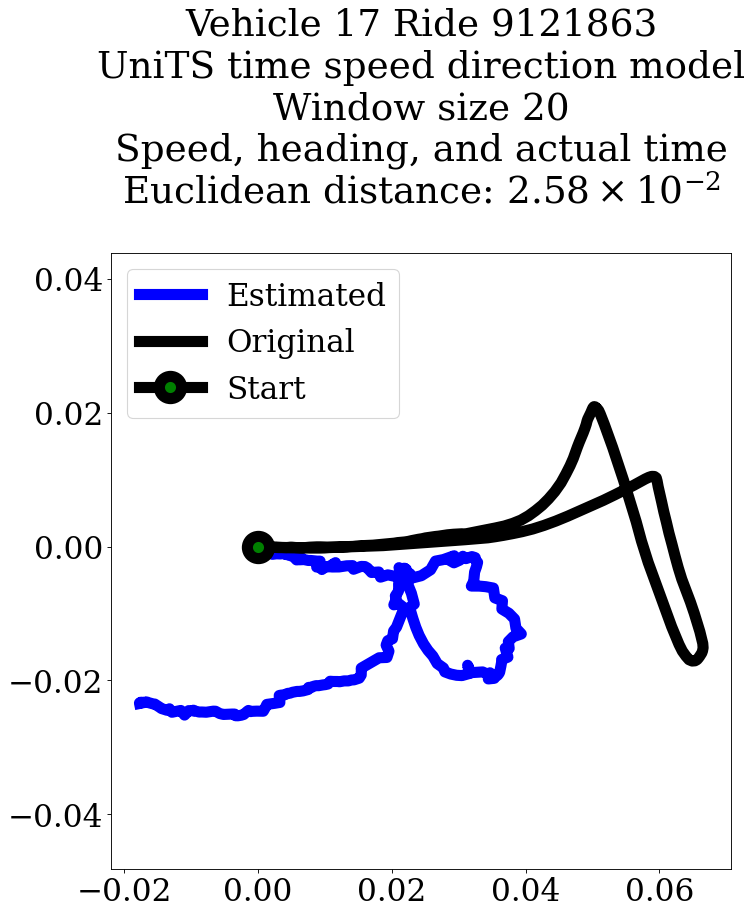 Vehicle 17 Ride 9121863
UniTS time speed direction model
Window size 20
Speed, heading, and actual time
Euclidean distance: 2.58 × 10⁻²
0.04
0.02
0.00
−0.02
−0.04
Estimated
Original
Start
−0.02 0.00 0.02 0.04 0.06